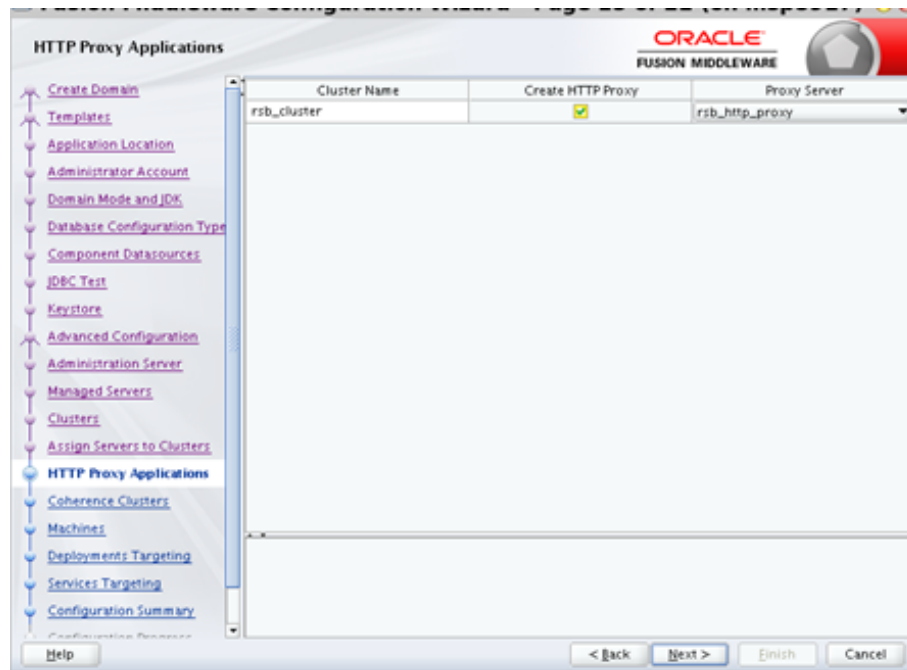 HTTP Proxy Applications
ORACLE
FUSION MIDDLEWARE
Create Domain
Templates
Application Location
Administrator Account
Domain Mode and JDK
Database Configuration Type
Component Datasources
JDBC Test
Keystore
Advanced Configuration
Administration Server
Managed Servers
Clusters
Assign Servers to Clusters
HTTP Proxy Applications
Coherence Clusters
Machines
Deployments Targeting
Services Targeting
Configuration Summary
Cluster Name Create HTTP Proxy Proxy Server
rsb_cluster rsb_http_proxy
Help < Back Next > Finish Cancel